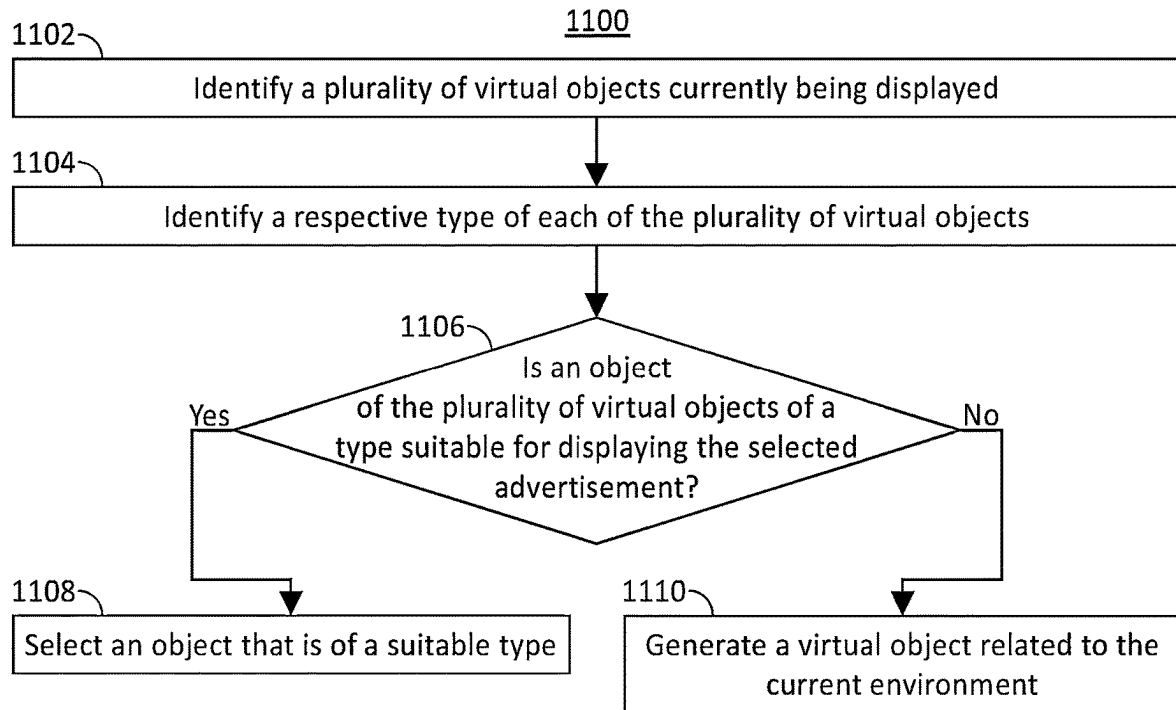 1100
1102
Identify a plurality of virtual objects currently being displayed
1104
Identify a respective type of each of the plurality of virtual objects
1106
Is an object
of the plurality of virtual objects of a
type suitable for displaying the selected
advertisement?
Yes
No
1108
Select an object that is of a suitable type
1110
Generate a virtual object related to the
current environment